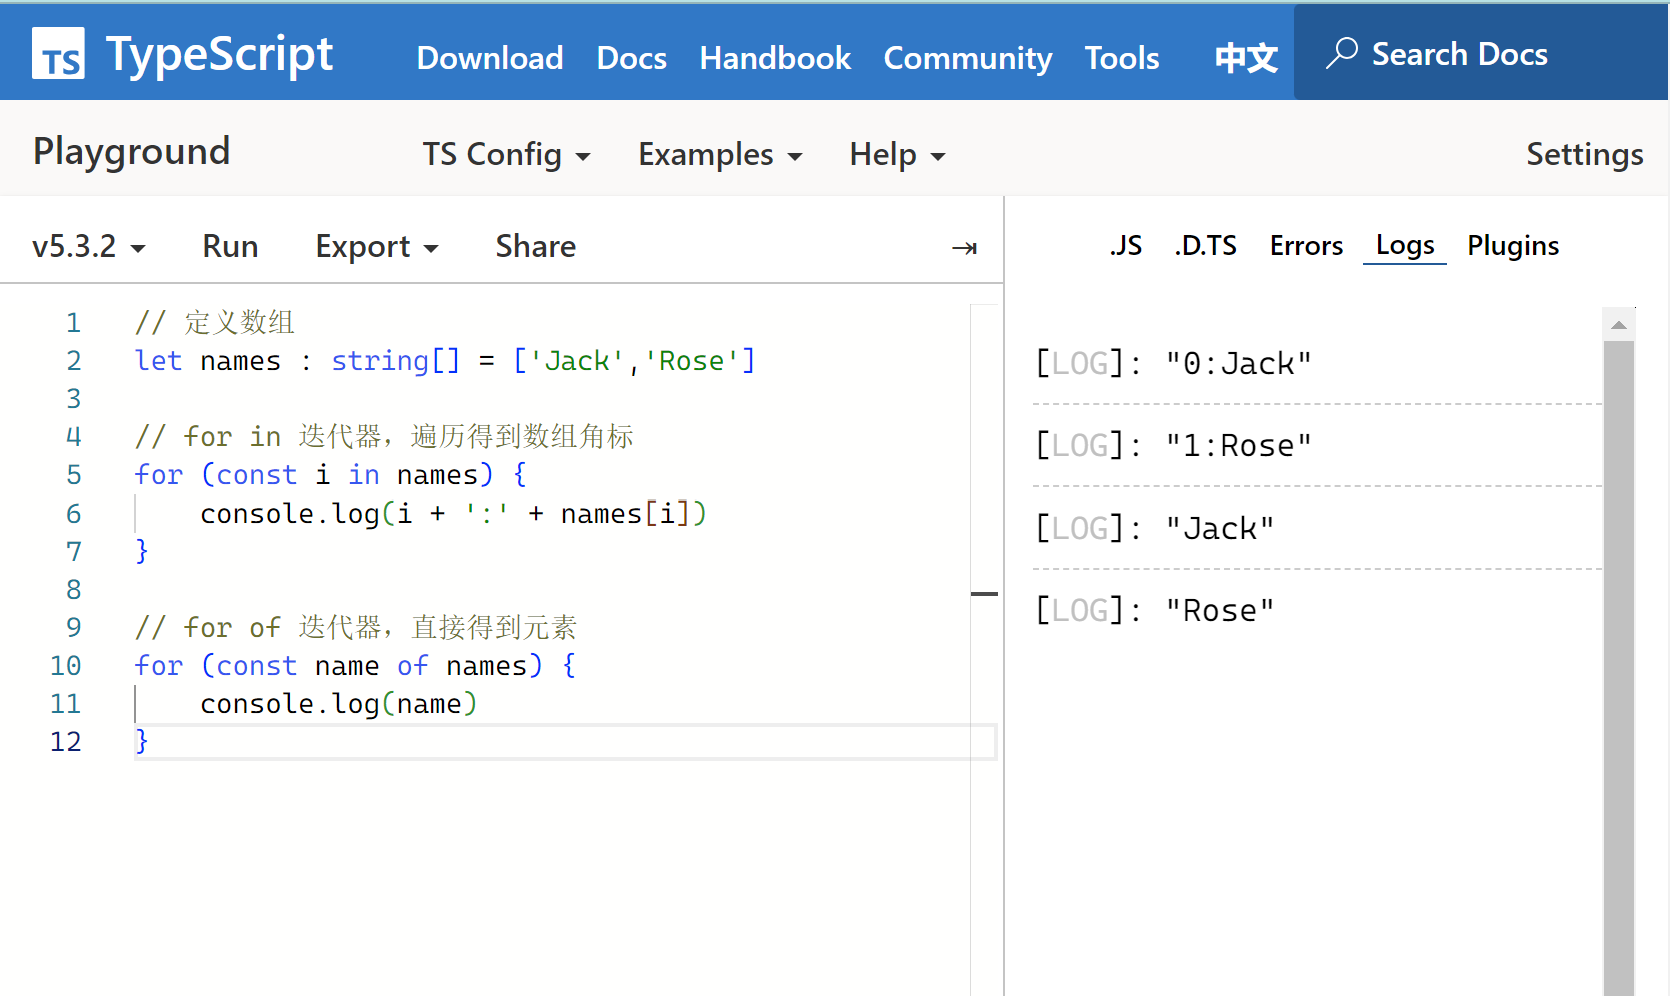 TS TypeScript Download Docs Handbook Community Tools 中文 Search Docs
Playground TS Config Examples Help Settings
v5.3.2 Run Export Share
.JS .D.TS Errors Logs Plugins
1 // 定义数组
2 let names : string[] = ['Jack','Rose']
3
4 // for in 迭代器，遍历得到数组角标
5 for (const i in names) {
6     console.log(i + ':' + names[i])
7 }
8
9 // for of 迭代器，直接得到元素
10 for (const name of names) {
11     console.log(name)
12 }
[LOG]: "0:Jack"
[LOG]: "1:Rose"
[LOG]: "Jack"
[LOG]: "Rose"